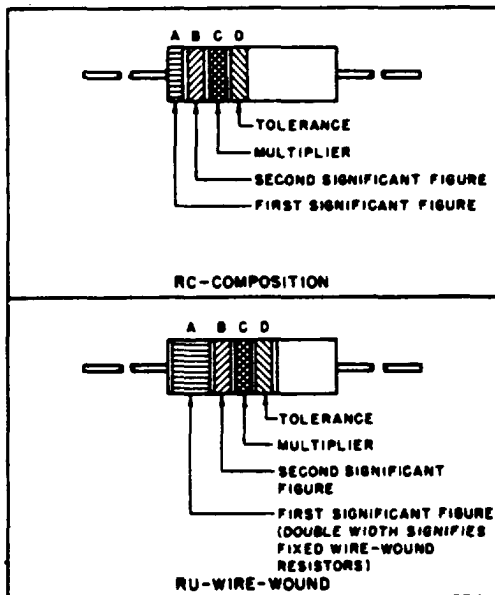 A B C D
TOLERANCE
MULTIPLIER
SECOND SIGNIFICANT FIGURE
FIRST SIGNIFICANT FIGURE
RC-COMPOSITION
A B C D
TOLERANCE
MULTIPLIER
SECOND SIGNIFICANT
FIGURE
FIRST SIGNIFICANT FIGURE
(DOUBLE WIDTH SIGNIFIES
FIXED WIRE-WOUND
RESISTORS)
RU-WIRE-WOUND